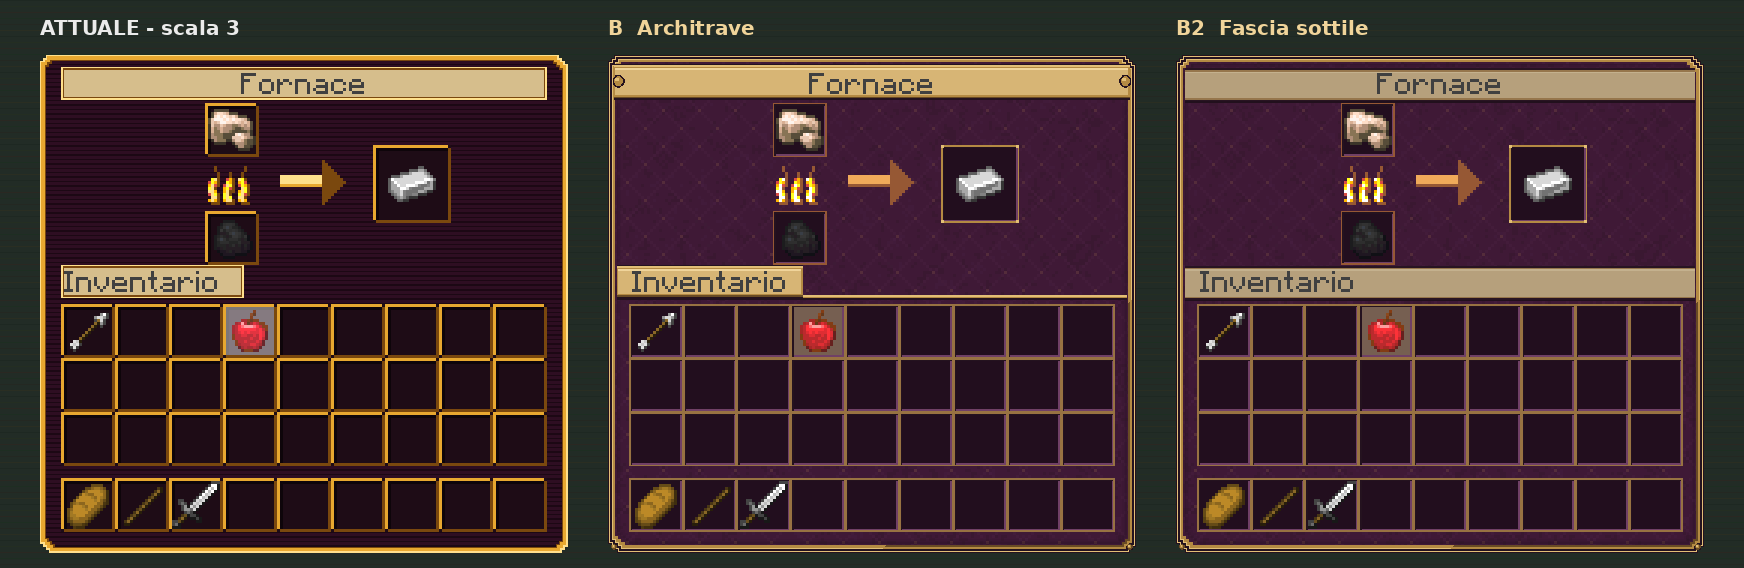 ATTUALE - scala 3
Fornace
Inventario
B Architrave
Fornace
Inventario
B2 Fascia sottile
Fornace
Inventario